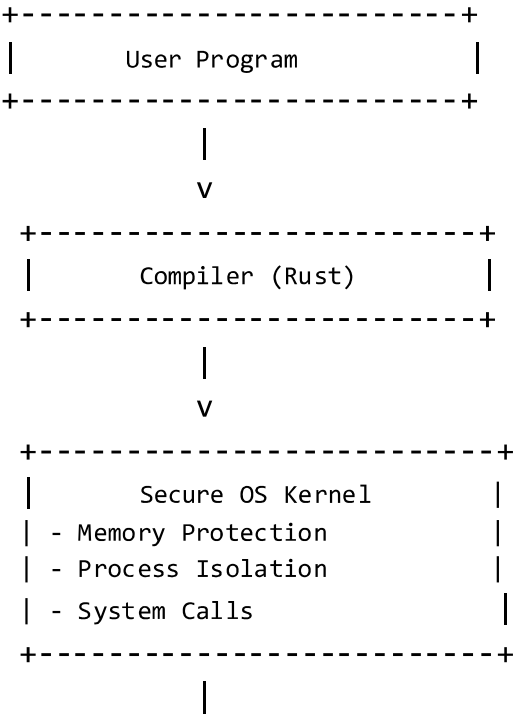 +--------------------------+
|        User Program             |
+--------------------------+
|
v
+--------------------------+
|        Compiler (Rust)         |
+--------------------------+
|
v
+---------------------------+
|        Secure OS Kernel         |
| - Memory Protection            |
| - Process Isolation            |
| - System Calls                  |
+---------------------------+
|